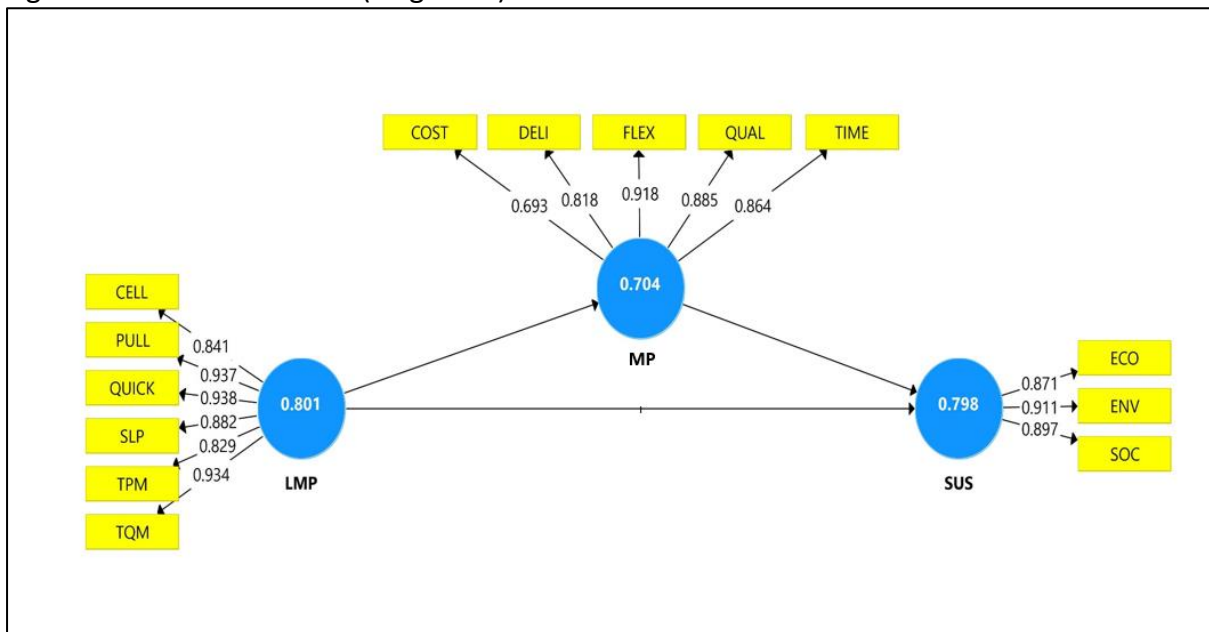 COST DELI FLEX QUAL TIME
0.693 0.818 0.918 0.885 0.864
0.704
MP
CELL
PULL
QUICK
SLP
TPM
TQM
0.841
0.937
0.938
0.882
0.829
0.934
0.801
LMP
0.798
SUS
0.871
0.911
0.897
ECO
ENV
SOC